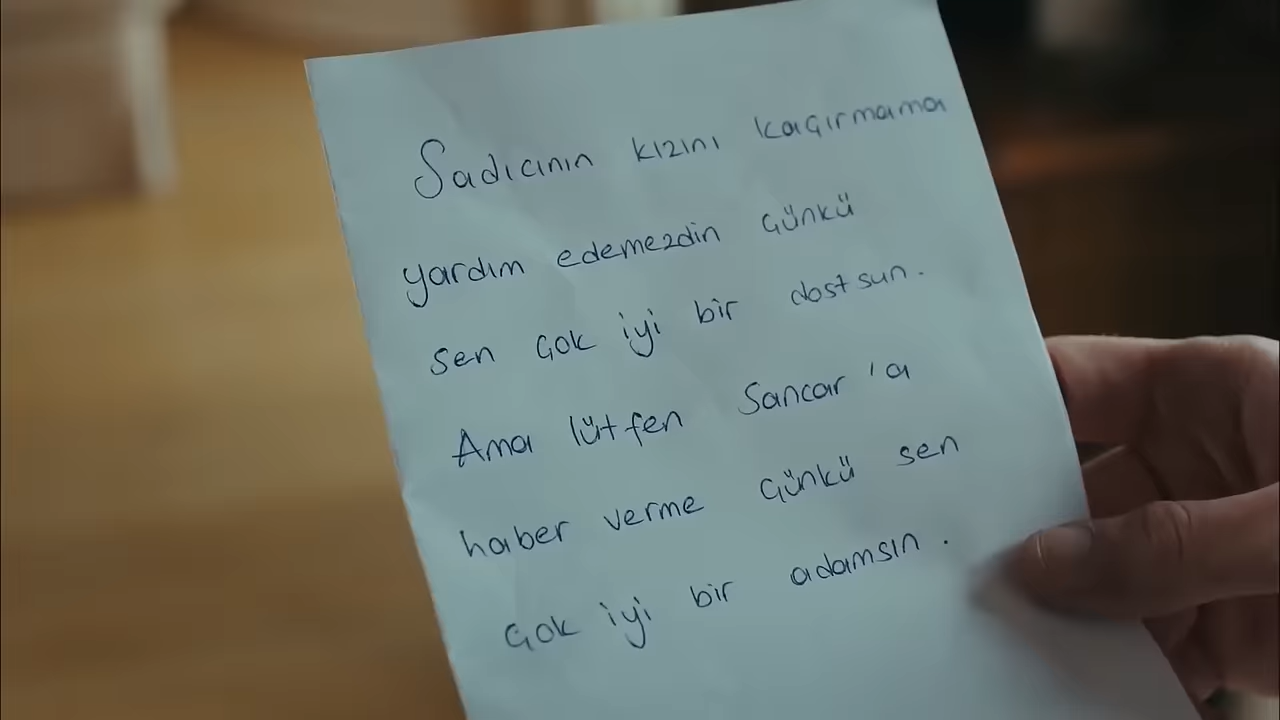 Sadıcının kızını kaçırmama
yardım edemezdin çünkü
sen çok iyi bir dostsun.
Ama lütfen Sancar'a
haber verme çünkü sen
çok iyi bir adamsın.